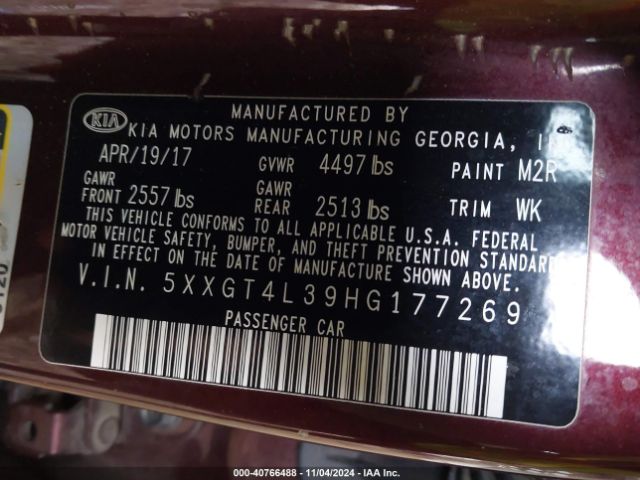 MANUFACTURED BY
KIA KIA MOTORS MANUFACTURING GEORGIA,
APR/19/17 GVWR 4497 lbs PAINT M2R
GAWR FRONT 2557 lbs GAWR REAR 2513 lbs TRIM WK
THIS VEHICLE CONFORMS TO ALL APPLICABLE U.S.A. FEDERAL
MOTOR VEHICLE SAFETY, BUMPER, AND THEFT PREVENTION STANDARDS
IN EFFECT ON THE DATE OF MANUFACTURE SHOWN ABOVE.
V.I.N. 5XXGT4L39HG177269
PASSENGER CAR
000-40766488 - 11/04/2024 - IAA Inc.